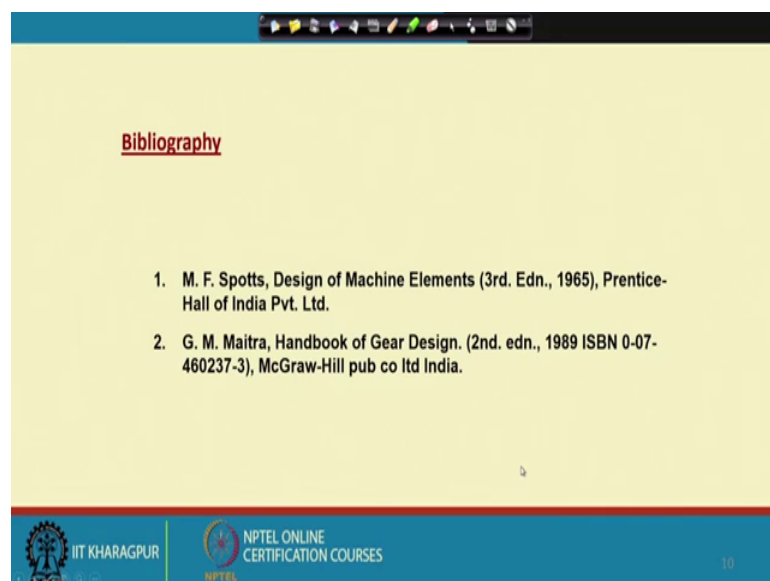 Bibliography
1. M. F. Spotts, Design of Machine Elements (3rd. Edn., 1965), Prentice-
Hall of India Pvt. Ltd.
2. G. M. Maitra, Handbook of Gear Design. (2nd. edn., 1989 ISBN 0-07-
460237-3), McGraw-Hill pub co ltd India.
IIT KHARAGPUR
NPTEL ONLINE
CERTIFICATION COURSES
NPTEL
10